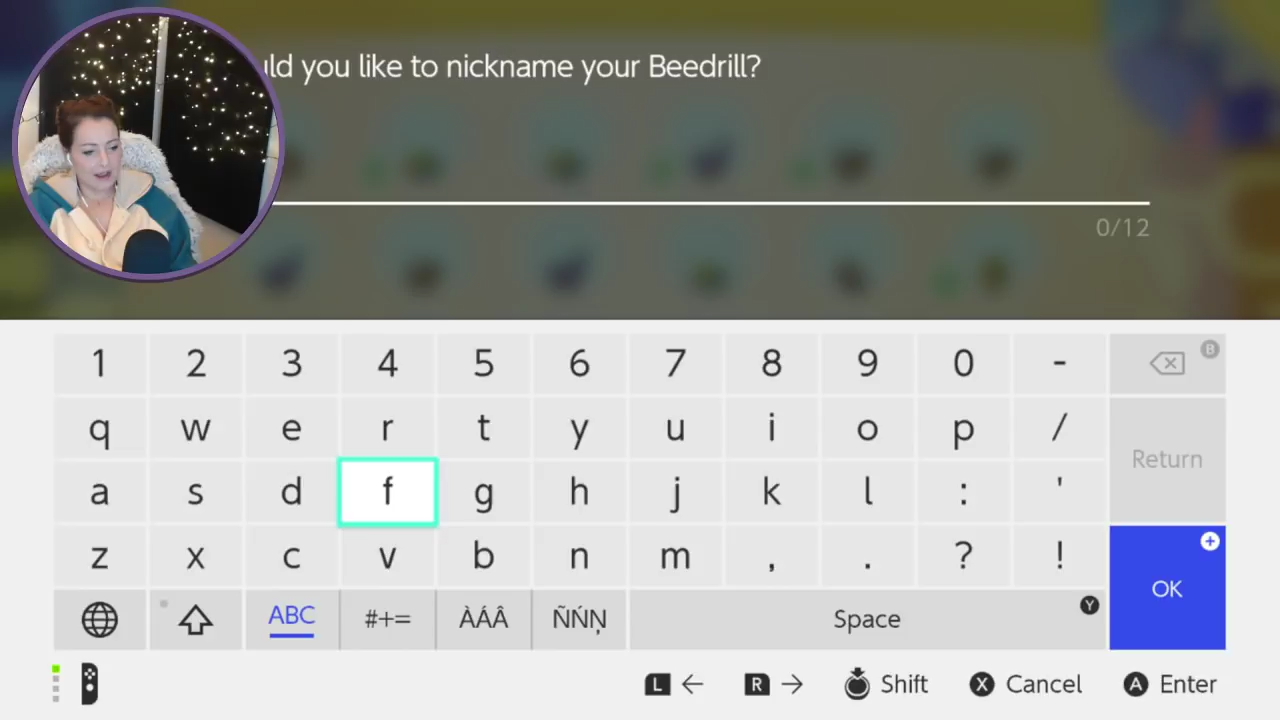 ld you like to nickname your Beedrill?
0/12
1 2 3 4 5 6 7 8 9 0 -
B
q w e r t y u i o p /
Return
a s d f g h j k l : '
z x c v b n m , . ? !
+
OK
ABC #+= ÀÁÂ ÑŃŅ Space Y
L ← R → Shift X Cancel A Enter